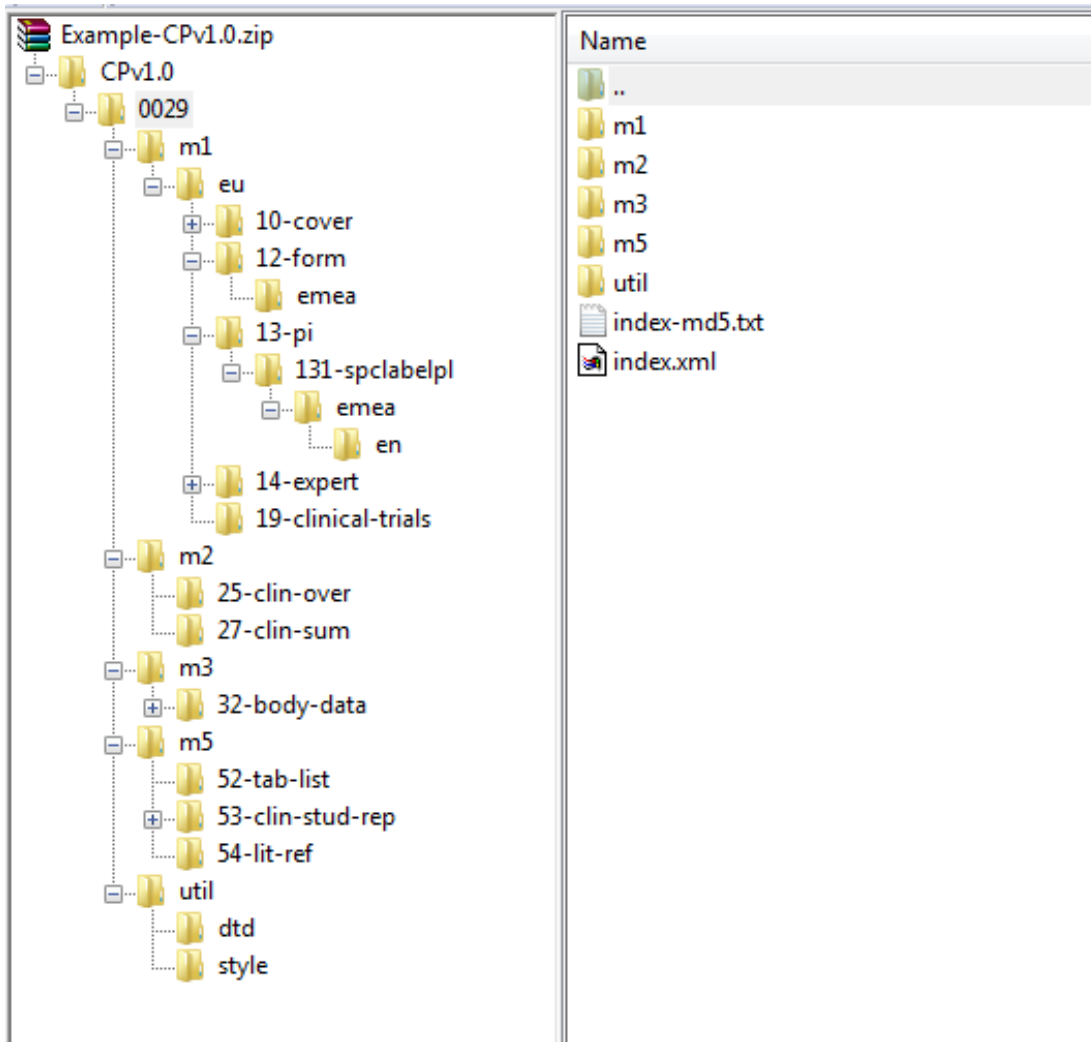 Example-CPv1.0.zip
CPv1.0
0029
m1
eu
10-cover
12-form
emea
13-pi
131-spclabelpl
emea
en
14-expert
19-clinical-trials
m2
25-clin-over
27-clin-sum
m3
32-body-data
m5
52-tab-list
53-clin-stud-rep
54-lit-ref
util
dtd
style
Name
..
m1
m2
m3
m5
util
index-md5.txt
index.xml